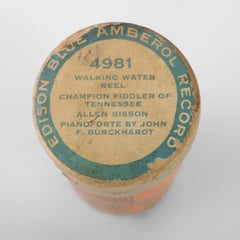 EDISON BLUE AMBEROL RECORD
4981
WALKING WATER
REEL
CHAMPION FIDDLER OF
TENNESSEE
ALLEN SISSON
PIANOFORTE BY JOHN
F. BURCKHARDT